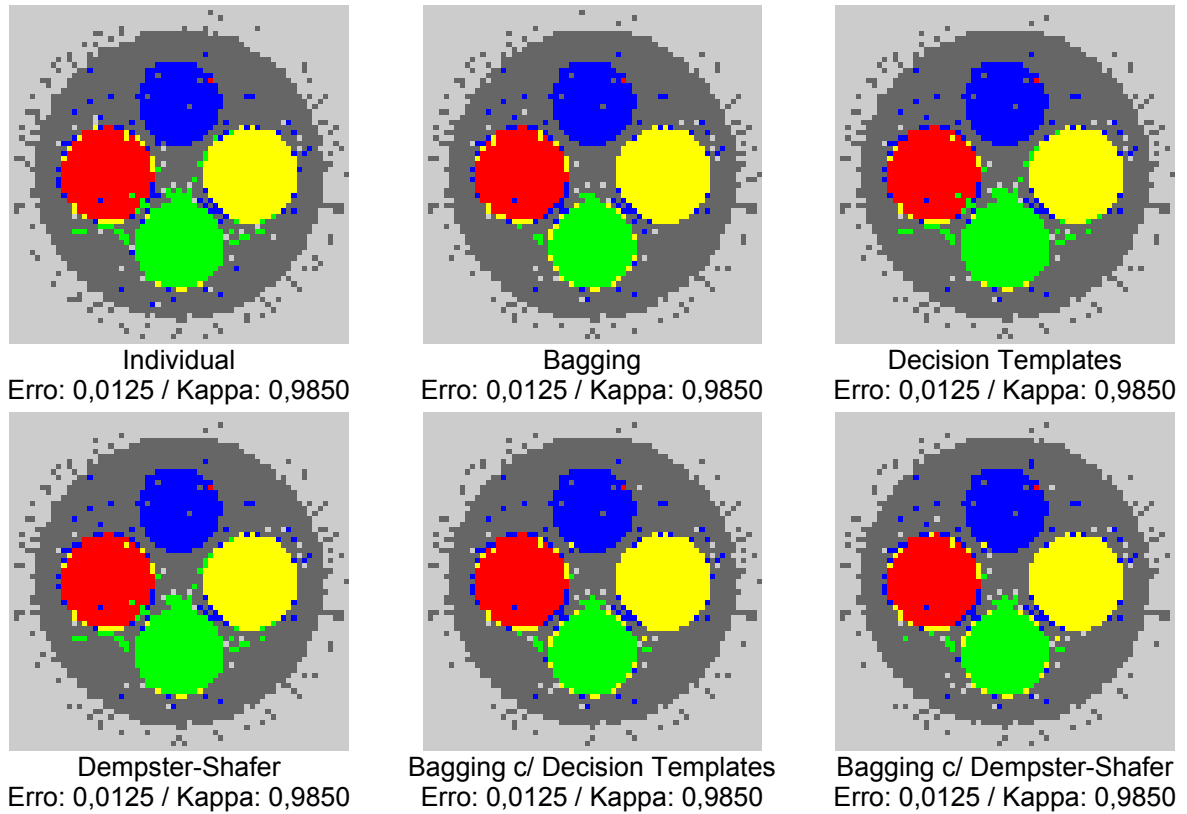 Individual
Erro: 0,0125 / Kappa: 0,9850
Bagging
Erro: 0,0125 / Kappa: 0,9850
Decision Templates
Erro: 0,0125 / Kappa: 0,9850
Dempster-Shafer
Erro: 0,0125 / Kappa: 0,9850
Bagging c/ Decision Templates
Erro: 0,0125 / Kappa: 0,9850
Bagging c/ Dempster-Shafer
Erro: 0,0125 / Kappa: 0,9850